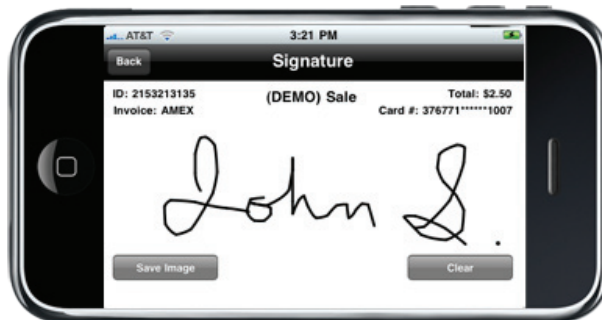 AT&T 3:21 PM
Back Signature
ID: 2153213135 (DEMO) Sale Total: $2.50
Invoice: AMEX Card #: 376771******1007
John S.
Save Image Clear